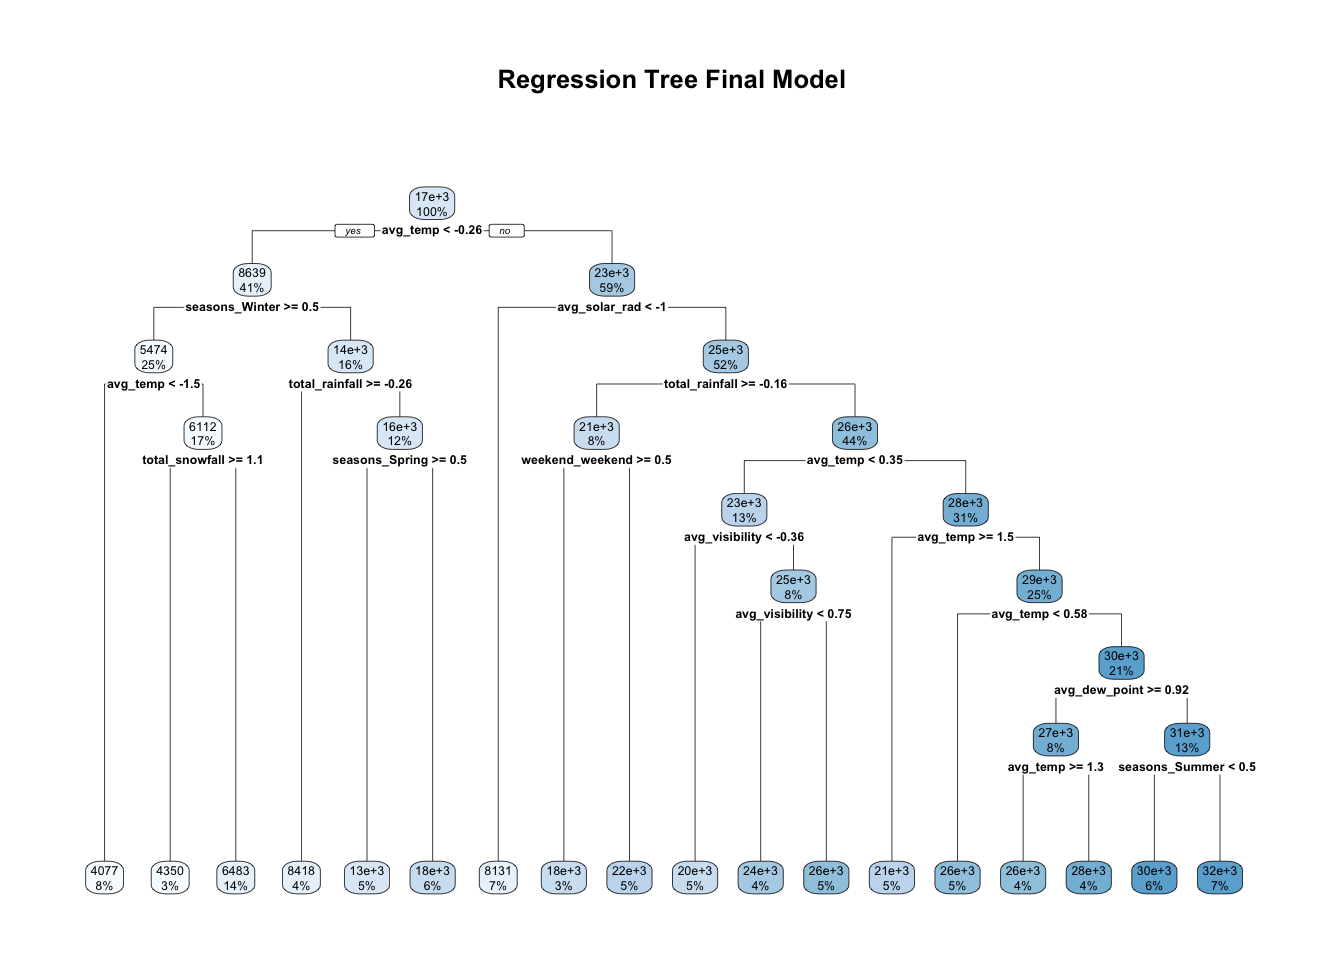 Regression Tree Final Model
17e+3
100%
yes
avg_temp < -0.26
no
8639
41%
23e+3
59%
seasons_Winter >= 0.5
avg_solar_rad < -1
5474
25%
14e+3
16%
25e+3
52%
avg_temp < -1.5
total_rainfall >= -0.26
total_rainfall >= -0.16
6112
17%
16e+3
12%
21e+3
8%
26e+3
44%
total_snowfall >= 1.1
seasons_Spring >= 0.5
weekend_weekend >= 0.5
avg_temp < 0.35
23e+3
13%
28e+3
31%
avg_visibility < -0.36
avg_temp >= 1.5
25e+3
8%
29e+3
25%
avg_visibility < 0.75
avg_temp < 0.58
30e+3
21%
avg_dew_point >= 0.92
27e+3
8%
31e+3
13%
avg_temp >= 1.3
seasons_Summer < 0.5
4077
8%
4350
3%
6483
14%
8418
4%
13e+3
5%
18e+3
6%
8131
7%
18e+3
3%
22e+3
5%
20e+3
5%
24e+3
4%
26e+3
5%
21e+3
5%
26e+3
5%
26e+3
4%
28e+3
4%
30e+3
6%
32e+3
7%